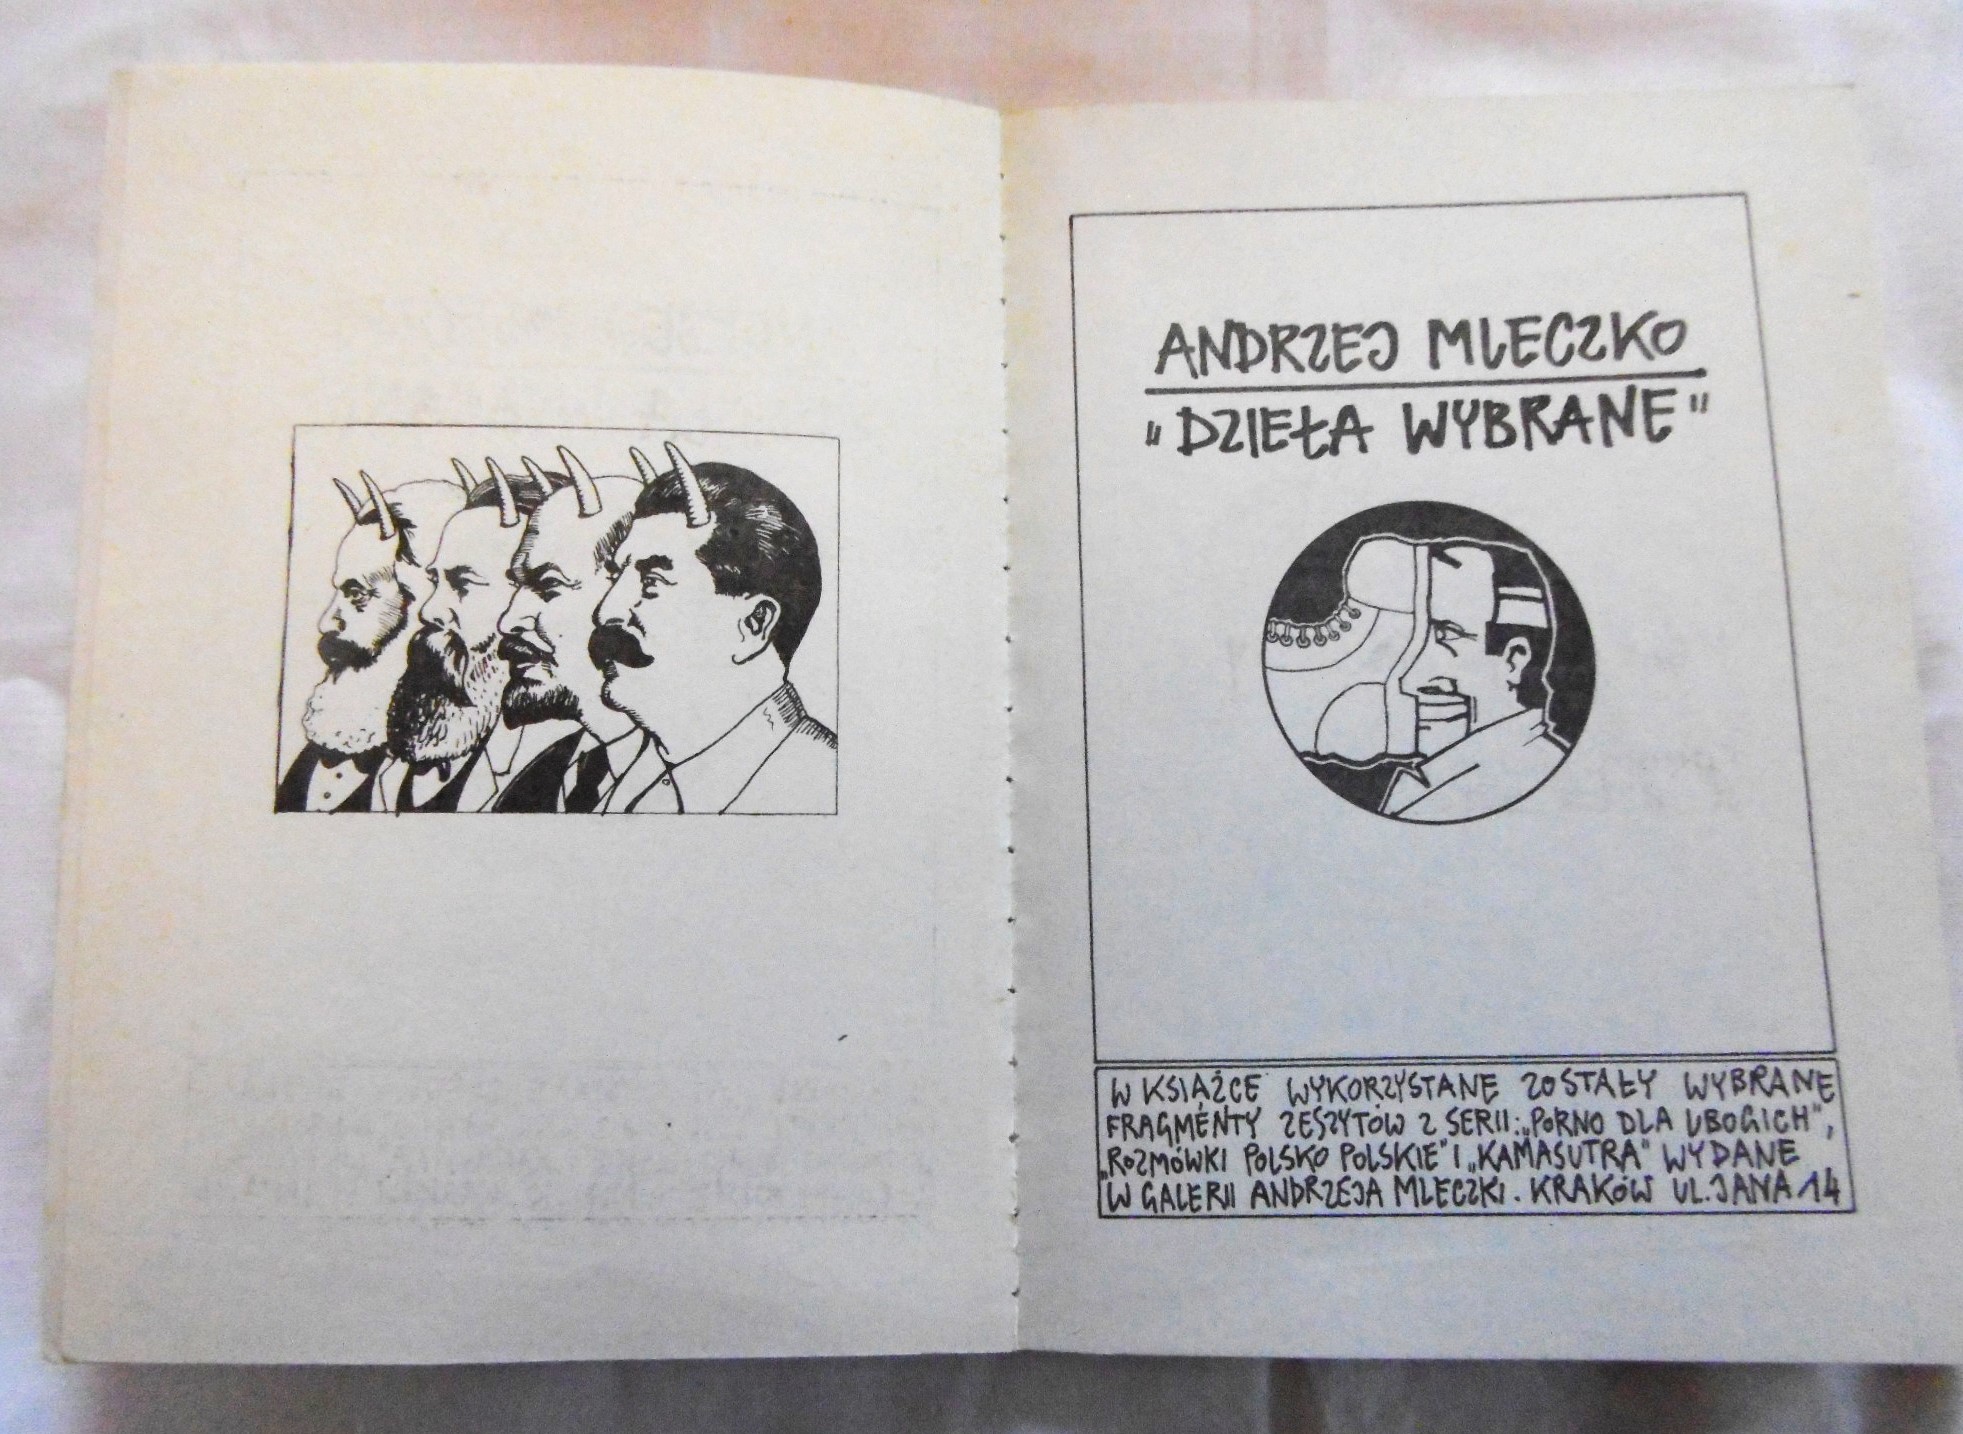 ANDRZEJ MLECZKO
„DZIEŁA WYBRANE"
W KSIĄŻCE WYKORZYSTANE ZOSTAŁY WYBRANE
FRAGMENTY ZESZYTÓW Z SERII: „PORNO DLA UBOGICH",
„ROZMÓWKI POLSKO POLSKIE" I „KAMASUTRA" WYDANE
W GALERII ANDRZEJA MLECZKI. KRAKÓW UL. JANA 14